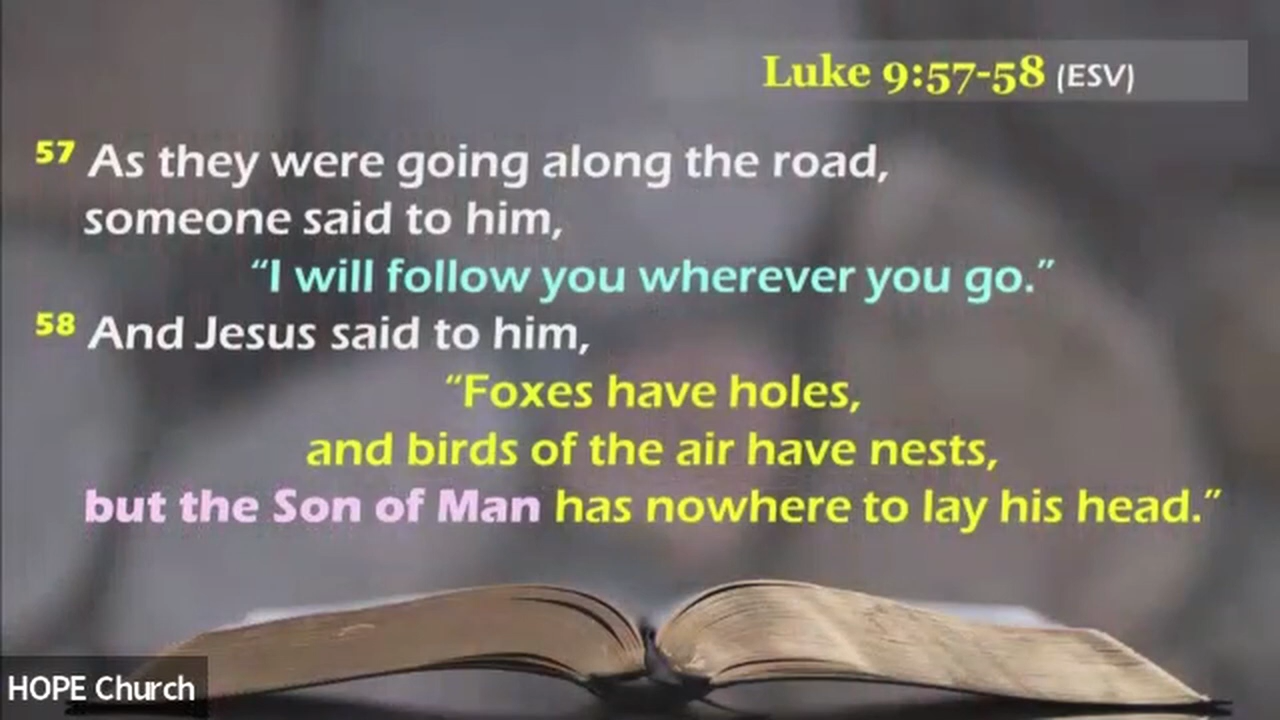 Luke 9:57-58 (ESV)
57 As they were going along the road,
someone said to him,
“I will follow you wherever you go.”
58 And Jesus said to him,
“Foxes have holes,
and birds of the air have nests,
but the Son of Man has nowhere to lay his head.”
HOPE Church